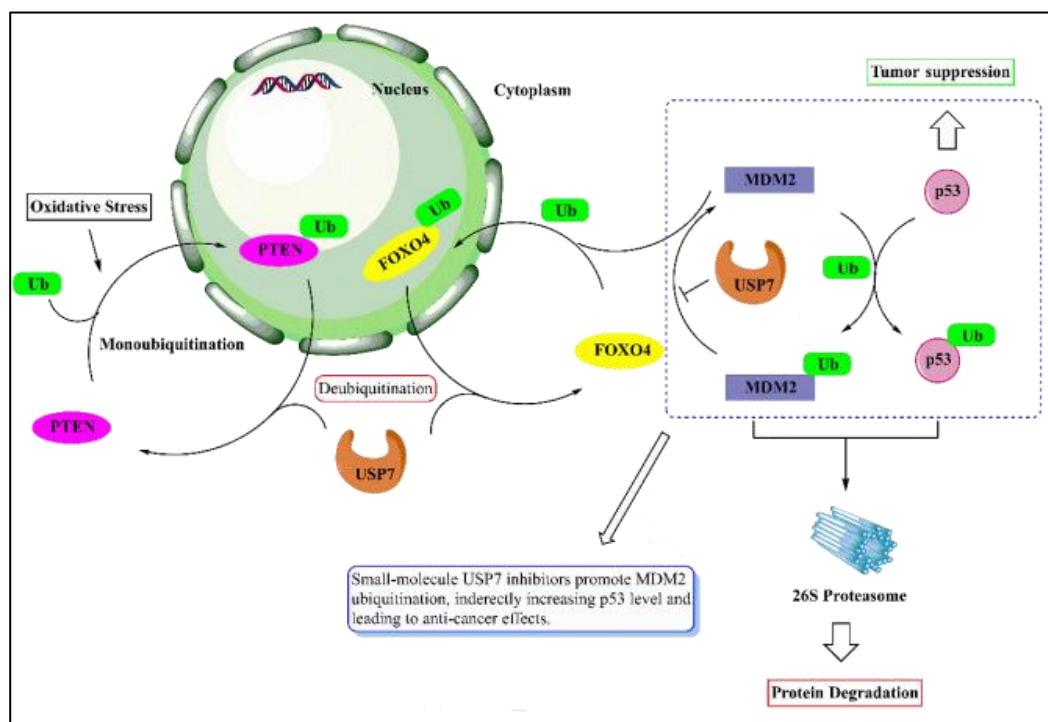 Tumor suppression
Nucleus
Cytoplasm
MDM2
p53
Oxidative Stress
Ub
Ub
Ub
PTEN
FOXO4
Ub
Ub
USP7
Ub
Monoubiquitination
FOXO4
Ub
MDM2
Ub
p53
Deubiquitination
PTEN
USP7
Small-molecule USP7 inhibitors promote MDM2
ubiquitination, inderectly increasing p53 level and
leading to anti-cancer effects.
26S Proteasome
Protein Degradation